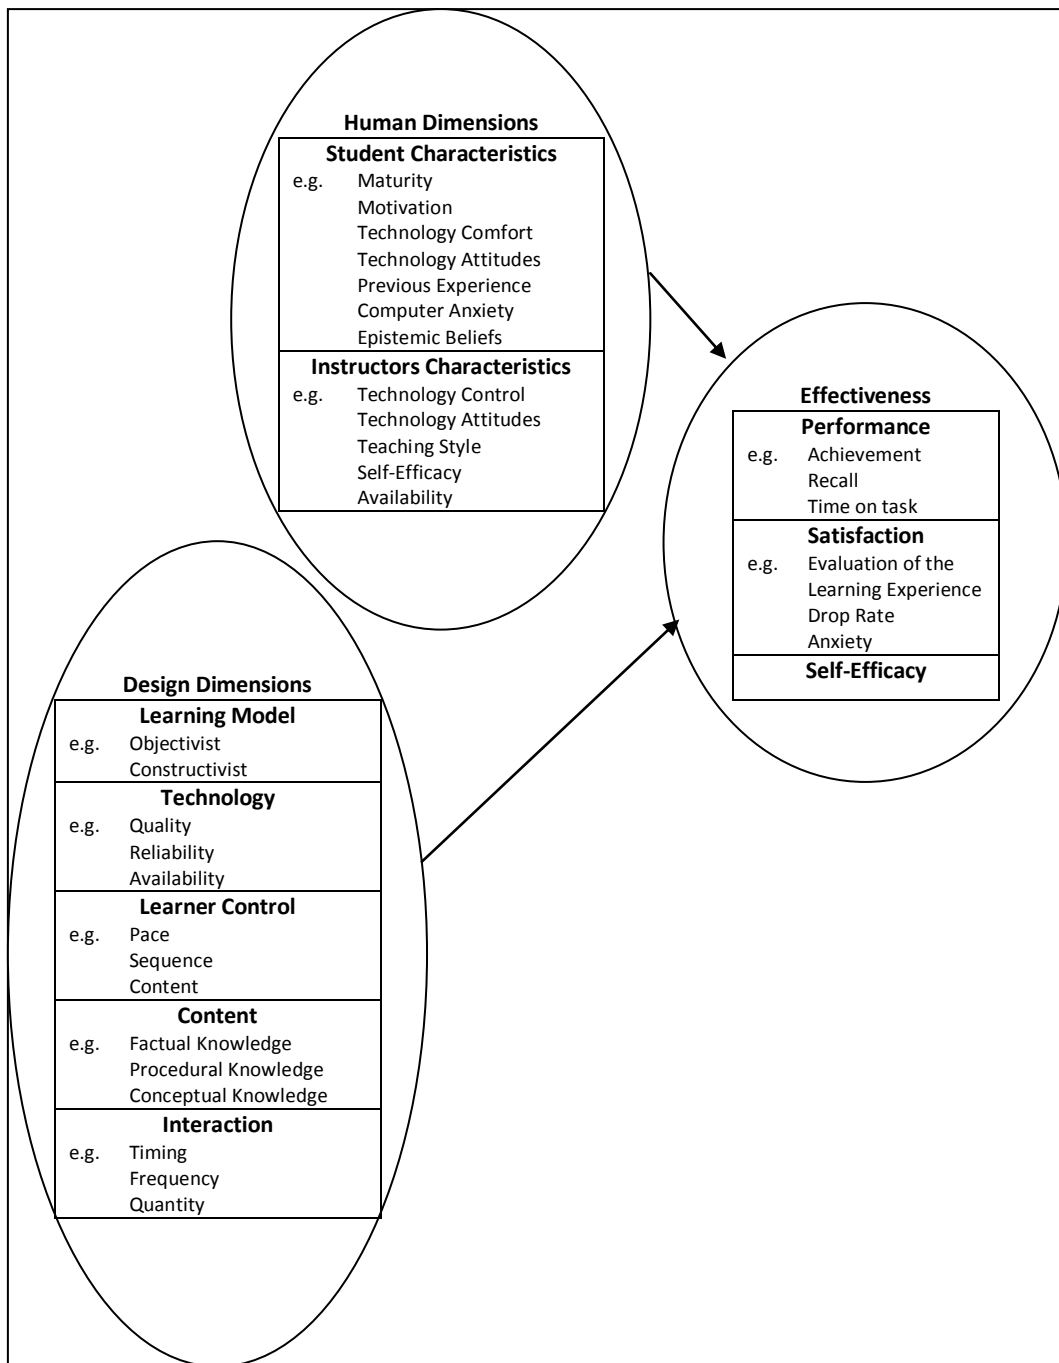 Human Dimensions
Student Characteristics
e.g. Maturity
Motivation
Technology Comfort
Technology Attitudes
Previous Experience
Computer Anxiety
Epistemic Beliefs
Instructors Characteristics
e.g. Technology Control
Technology Attitudes
Teaching Style
Self-Efficacy
Availability
Effectiveness
Performance
e.g. Achievement
Recall
Time on task
Satisfaction
e.g. Evaluation of the
Learning Experience
Drop Rate
Anxiety
Self-Efficacy
Design Dimensions
Learning Model
e.g. Objectivist
Constructivist
Technology
e.g. Quality
Reliability
Availability
Learner Control
e.g. Pace
Sequence
Content
Content
e.g. Factual Knowledge
Procedural Knowledge
Conceptual Knowledge
Interaction
e.g. Timing
Frequency
Quantity